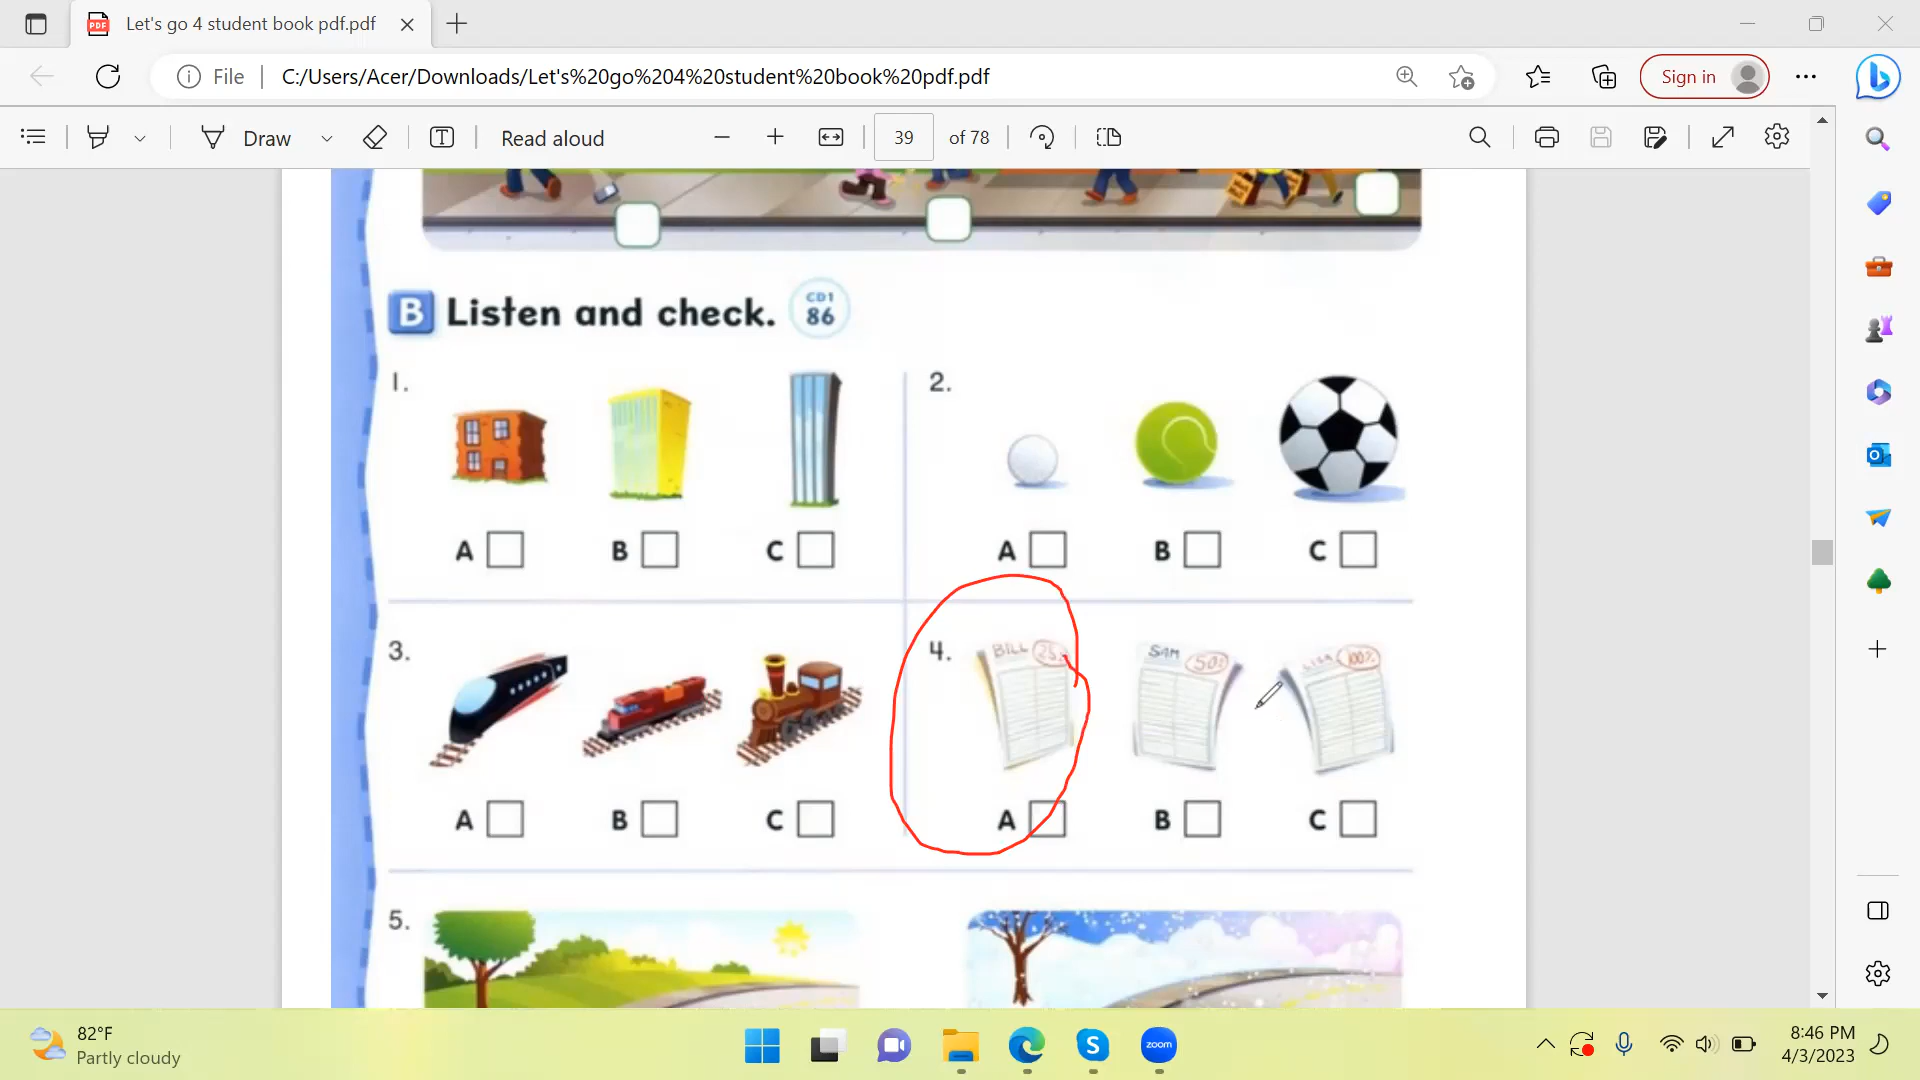 Let's go 4 student book pdf.pdf
File C:/Users/Acer/Downloads/Let's%20go%204%20student%20book%20pdf.pdf
Sign in
Draw Read aloud 39 of 78
B Listen and check. CD1 86
1. 2.
A B C A B C
3. 4. BILL SAM 50% 100%
A B C A B C
5.
82°F
Partly cloudy
zoom
8:46 PM
4/3/2023